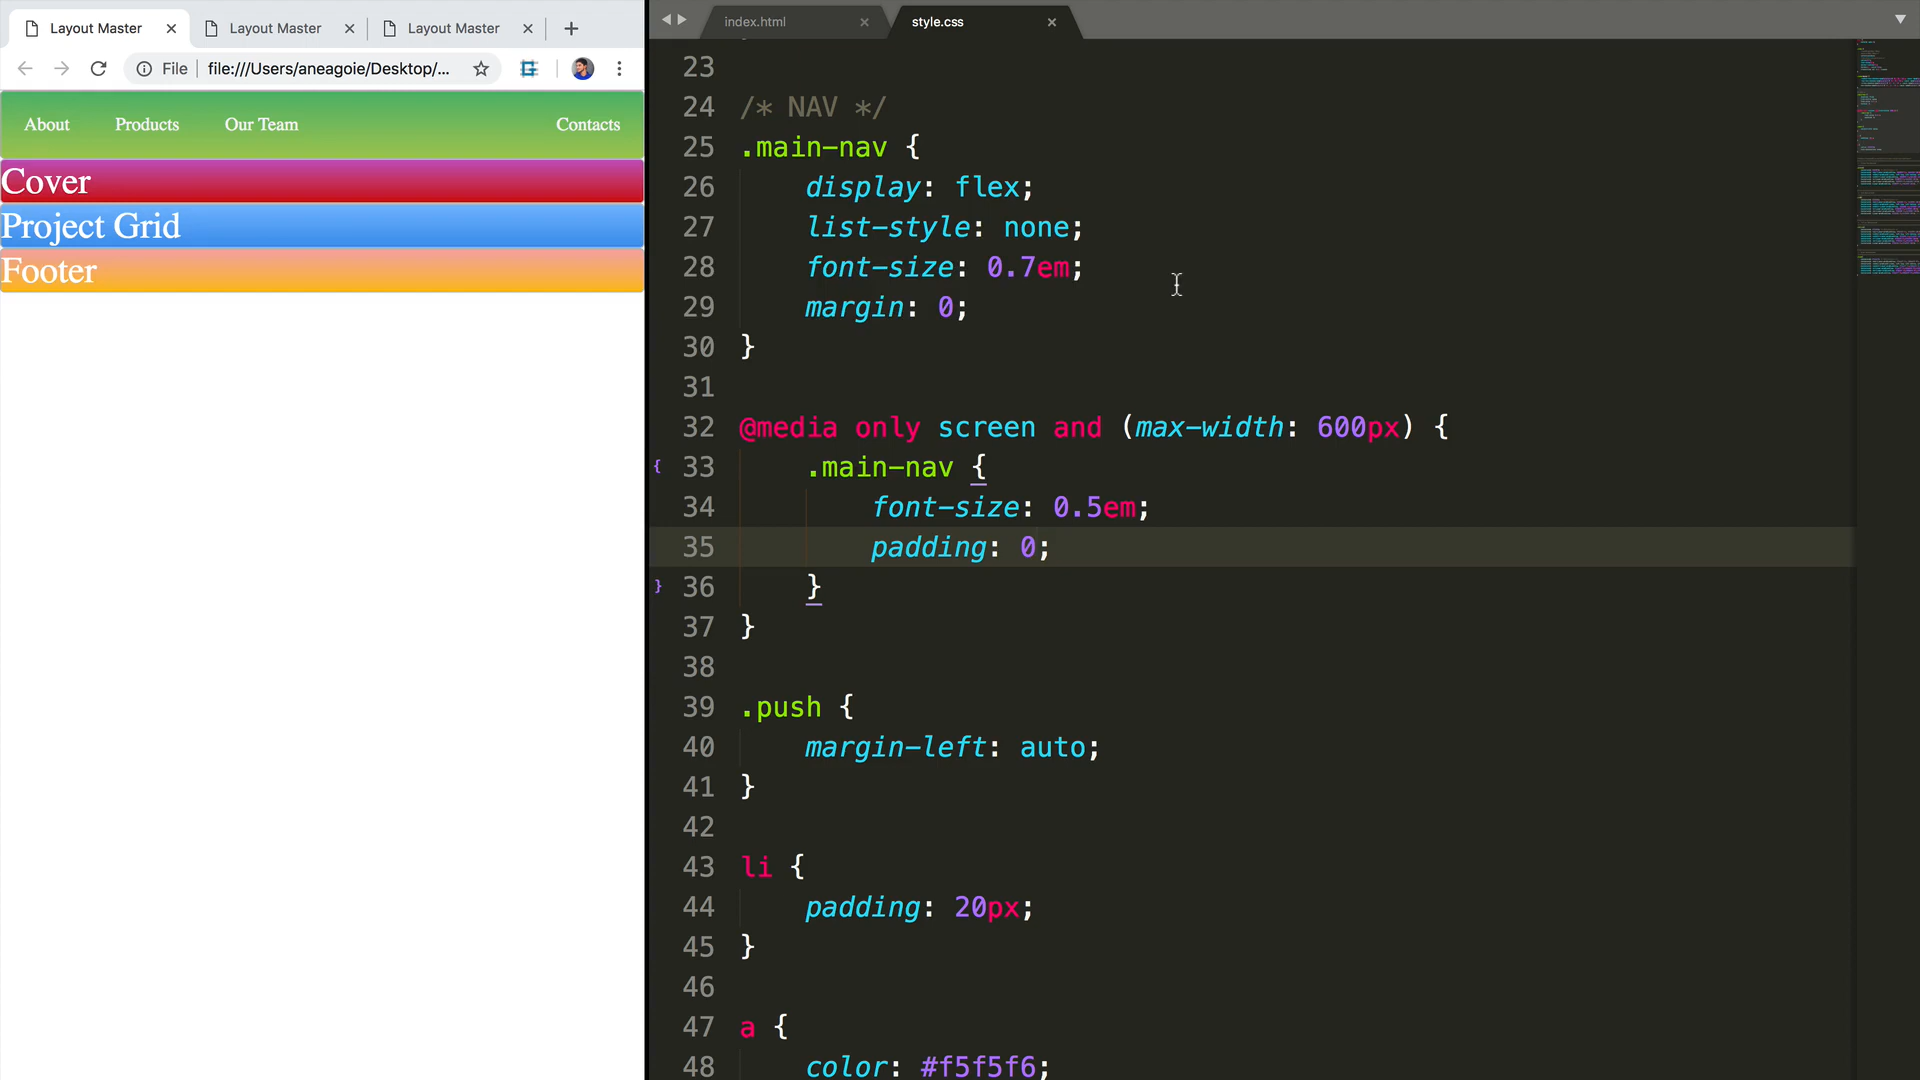 Layout Master
Layout Master
Layout Master
File file:///Users/aneagoie/Desktop/...
About Products Our Team Contacts
Cover
Project Grid
Footer
index.html
style.css
23
24 /* NAV */
25 .main-nav {
26 display: flex;
27 list-style: none;
28 font-size: 0.7em;
29 margin: 0;
30 }
31
32 @media only screen and (max-width: 600px) {
{ 33 .main-nav {
34 font-size: 0.5em;
35 padding: 0;
} 36 }
37 }
38
39 .push {
40 margin-left: auto;
41 }
42
43 li {
44 padding: 20px;
45 }
46
47 a {
48 color: #f5f5f6;